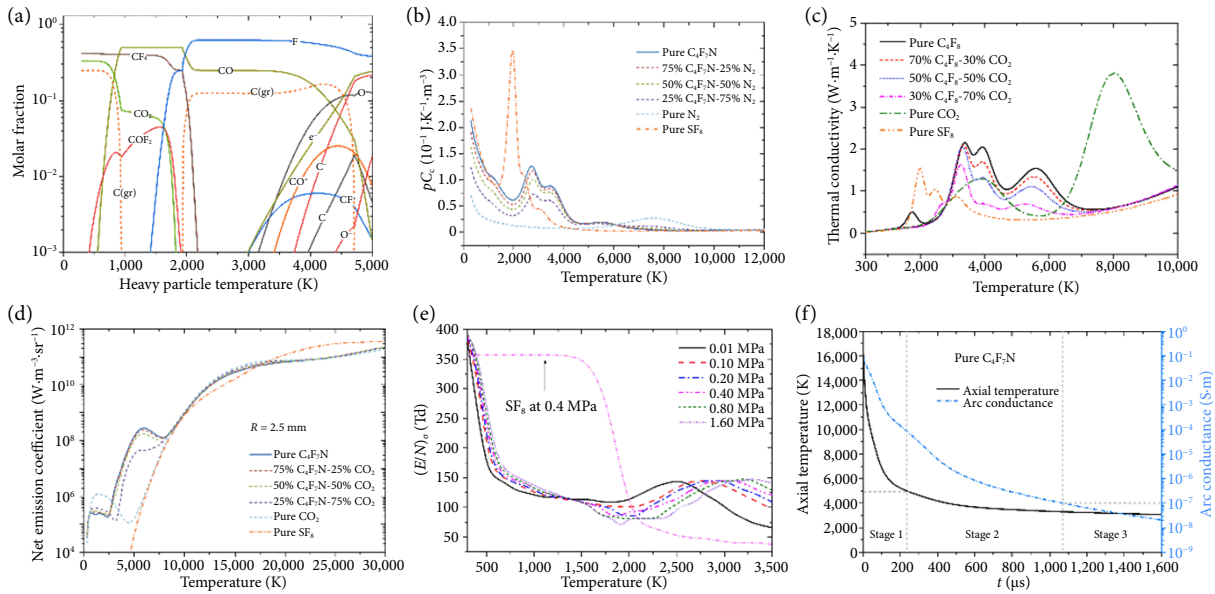 (a)
Molar fraction
10⁰
10⁻¹
10⁻²
10⁻³
0
1,000
2,000
3,000
4,000
5,000
Heavy particle temperature (K)
CF₄
CO₂
COF₂
C(gr)
CO
F
C(gr)
e⁻
CO⁺
C⁻
C
CF
O
O⁻
(b)
4.0
3.5
3.0
2.5
2.0
1.5
1.0
0.5
0
pC꜀ (10⁻¹ J·K⁻¹·m⁻³)
Pure C₄F₇N
75% C₄F₇N-25% N₂
50% C₄F₇N-50% N₂
25% C₄F₇N-75% N₂
Pure N₂
Pure SF₈
0
2,000
4,000
6,000
8,000
10,000
12,000
Temperature (K)
(c)
Thermal conductivity (W·m⁻¹·K⁻¹)
5
4
3
2
1
0
Pure C₄F₈
70% C₄F₈-30% CO₂
50% C₄F₈-50% CO₂
30% C₄F₈-70% CO₂
Pure CO₂
Pure SF₈
300
2,000
4,000
6,000
8,000
10,000
Temperature (K)
(d)
Net emission coefficient (W·m⁻³·sr⁻¹)
10¹²
10¹⁰
10⁸
10⁶
10⁴
R = 2.5 mm
Pure C₄F₇N
75% C₄F₇N-25% CO₂
50% C₄F₇N-50% CO₂
25% C₄F₇N-75% CO₂
Pure CO₂
Pure SF₈
0
5,000
10,000
15,000
20,000
25,000
30,000
Temperature (K)
(e)
(E/N)σ (Td)
400
350
300
250
200
150
100
50
SF₈ at 0.4 MPa
0.01 MPa
0.10 MPa
0.20 MPa
0.40 MPa
0.80 MPa
1.60 MPa
500
1,000
1,500
2,000
2,500
3,000
3,500
Temperature (K)
(f)
Axial temperature (K)
18,000
16,000
14,000
12,000
10,000
8,000
6,000
4,000
2,000
0
Pure C₄F₇N
Axial temperature
Arc conductance
Stage 1
Stage 2
Stage 3
0
200
400
600
800
1,000
1,200
1,400
1,600
t (μs)
10⁰
10⁻¹
10⁻²
10⁻³
10⁻⁴
10⁻⁵
10⁻⁶
10⁻⁷
10⁻⁸
10⁻⁹
Arc conductance (S·m)